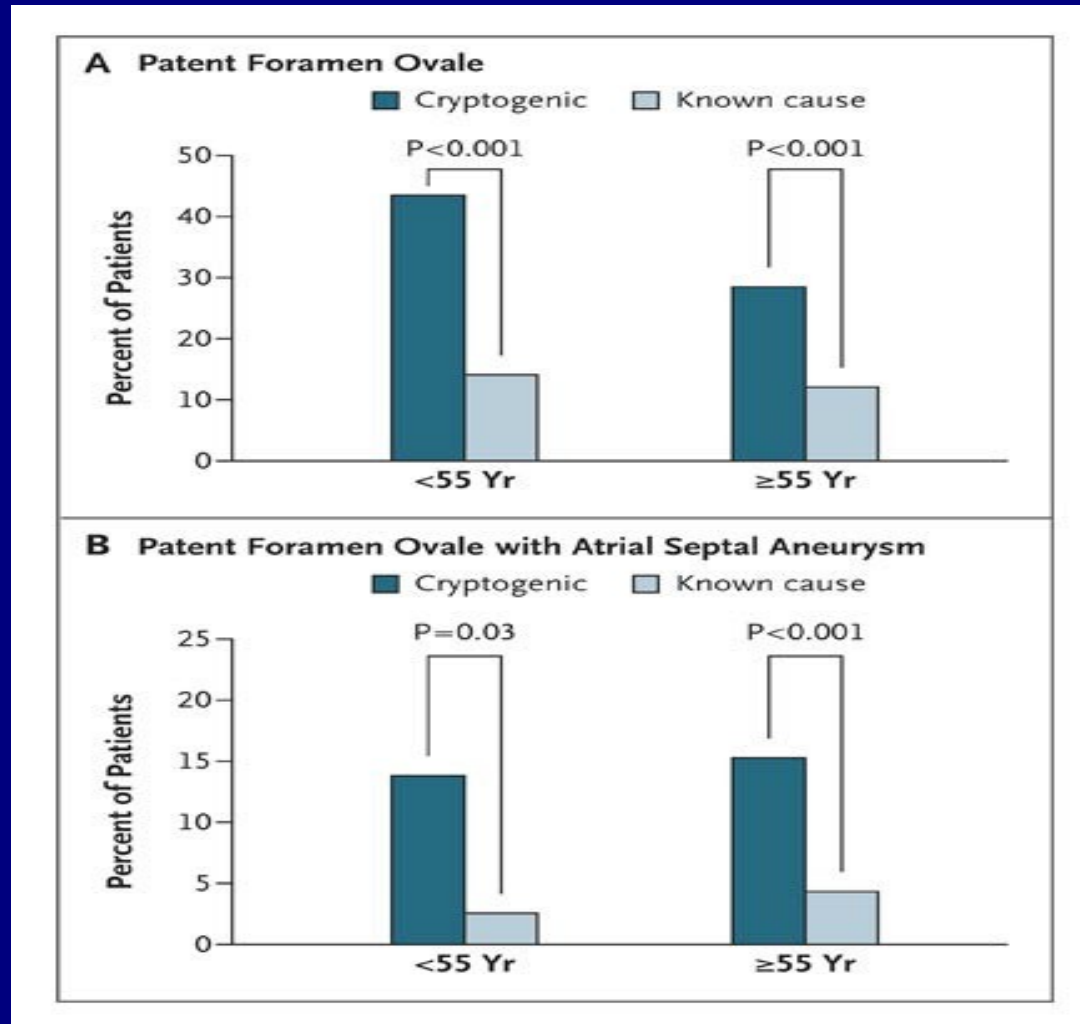 A Patent Foramen Ovale
Cryptogenic Known cause
P<0.001 P<0.001
50
40
30
20
10
0
Percent of Patients
<55 Yr ≥55 Yr
B Patent Foramen Ovale with Atrial Septal Aneurysm
Cryptogenic Known cause
P=0.03 P<0.001
25
20
15
10
5
0
Percent of Patients
<55 Yr ≥55 Yr